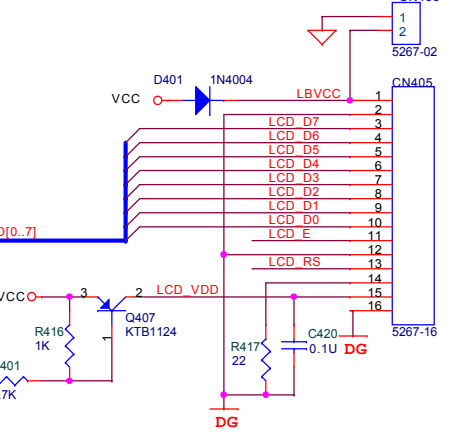 1
2
5267-02
D401 1N4004
CN405
VCC
LBVCC
1
2
LCD_D7 3
LCD_D6 4
LCD_D5 5
LCD_D4 6
LCD_D3 7
LCD_D2 8
LCD_D1 9
LCD_D0 10
LCD_E 11
12
LCD_RS 13
14
15
16
D[0..7]
VCC 3 2 LCD_VDD
Q407
KTB1124
1
R416
1K
R417
22
C420
0.1U
DG
5267-16
401
.7K
DG